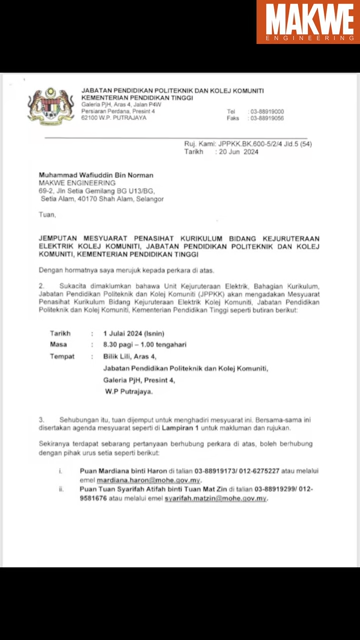 MAKWE
ENGINEERING
JABATAN PENDIDIKAN POLITEKNIK DAN KOLEJ KOMUNITI
KEMENTERIAN PENDIDIKAN TINGGI
Galeria PjH, Aras 4, Jalan P4W
Persiaran Perdana, Presint 4
62100 W.P. PUTRAJAYA
Tel : 03-88919000
Faks : 03-88919056
Ruj. Kami: JPPKK.BK.600-5/2/4 Jld.5 (54)
Tarikh : 20 Jun 2024
Muhammad Wafiuddin Bin Norman
MAKWE ENGINEERING
69-2, Jln Setia Gemilang BG U13/BG,
Setia Alam, 40170 Shah Alam, Selangor
Tuan,
JEMPUTAN MESYUARAT PENASIHAT KURIKULUM BIDANG KEJURUTERAAN
ELEKTRIK KOLEJ KOMUNITI, JABATAN PENDIDIKAN POLITEKNIK DAN KOLEJ
KOMUNITI, KEMENTERIAN PENDIDIKAN TINGGI
Dengan hormatnya saya merujuk kepada perkara di atas.
2. Sukacita dimaklumkan bahawa Unit Kejuruteraan Elektrik, Bahagian Kurikulum,
Jabatan Pendidikan Politeknik dan Kolej Komuniti (JPPKK) akan mengadakan Mesyuarat
Penasihat Kurikulum Bidang Kejuruteraan Elektrik Kolej Komuniti, Jabatan Pendidikan
Politeknik dan Kolej Komuniti, Kementerian Pendidikan Tinggi seperti butiran berikut:
Tarikh : 1 Julai 2024 (Isnin)
Masa : 8.30 pagi – 1.00 tengahari
Tempat : Bilik Lili, Aras 4,
Jabatan Pendidikan Politeknik dan Kolej Komuniti,
Galeria PjH, Presint 4,
W.P Putrajaya.
3. Sehubungan itu, tuan dijemput untuk menghadiri mesyuarat ini. Bersama-sama ini
disertakan agenda mesyuarat seperti di Lampiran 1 untuk makluman dan rujukan.
Sekiranya terdapat sebarang pertanyaan berhubung perkara di atas, boleh berhubung
dengan pihak urus setia seperti berikut:
i. Puan Mardiana binti Haron di talian 03-88919173/ 012-6275227 atau melalui
emel mardiana.haron@mohe.gov.my.
ii. Puan Tuan Syarifah Atifah binti Tuan Mat Zin di talian 03-88919299/ 012-
9581676 atau melalui emel syarifah.matzin@mohe.gov.my.